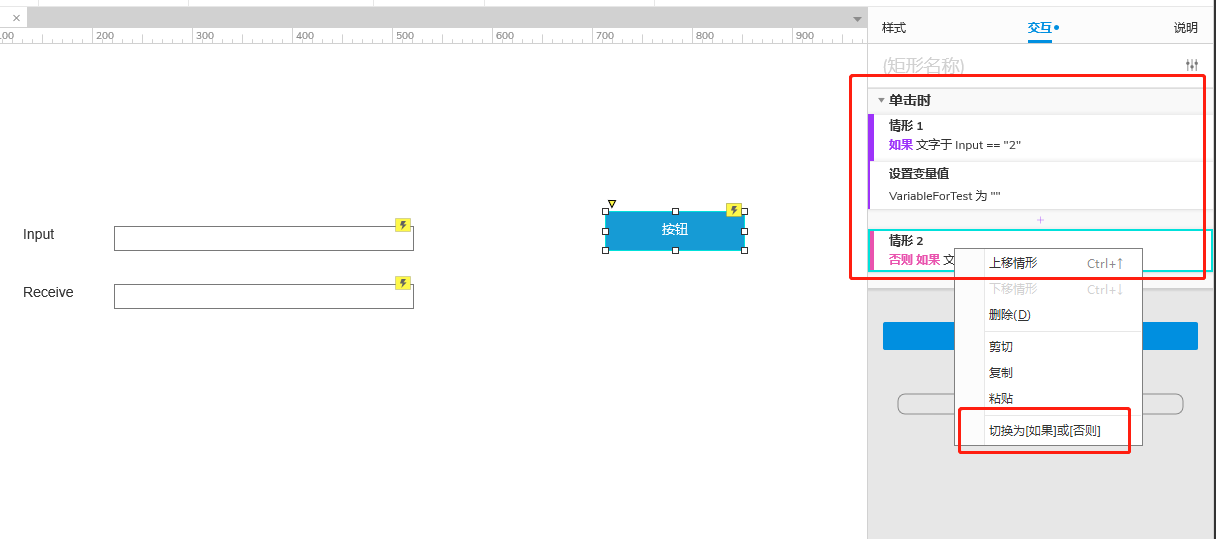 ×
00
200
300
400
500
700
800
900
样式
交互
说明
(矩形名称)
单击时
情形 1
如果 文字于 Input == "2"
设置变量值
VariableForTest 为 ""
+
情形 2
否则 如果 文
Input
按钮
Receive
上移情形 Ctrl+↑
下移情形 Ctrl+↓
删除(D)
剪切
复制
粘贴
切换为[如果]或[否则]